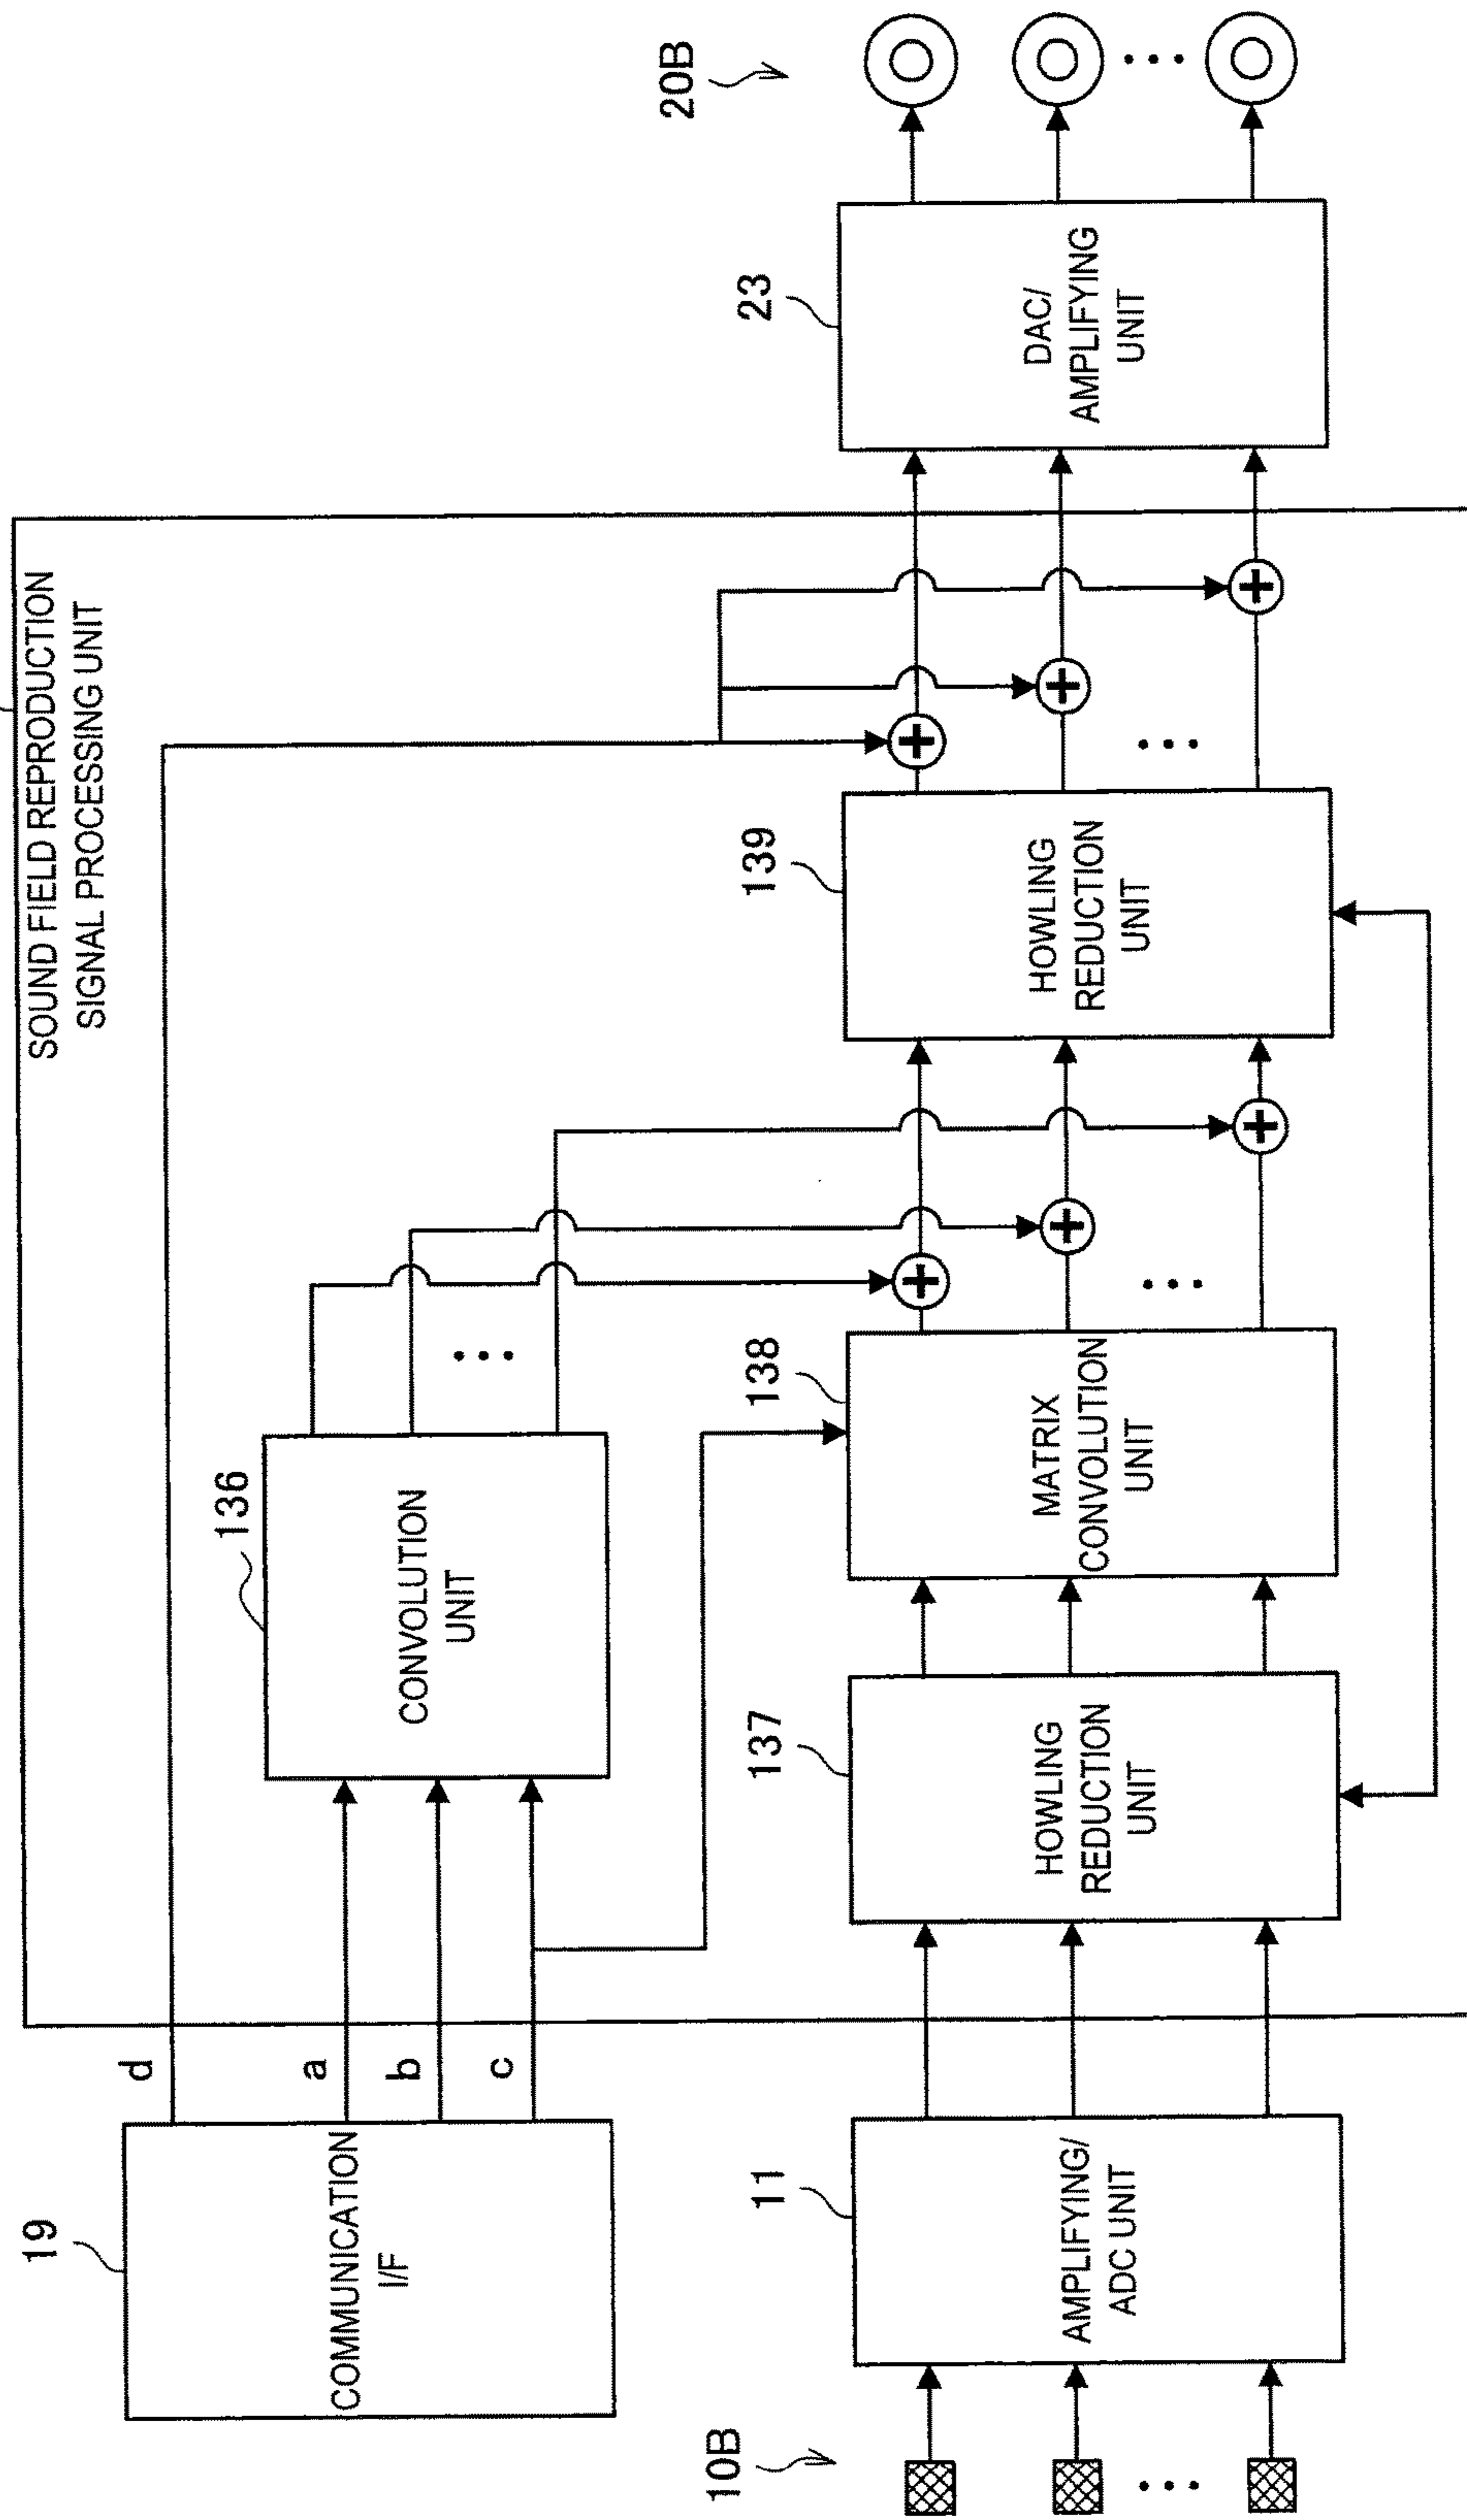 SOUND FIELD REPRODUCTION
SIGNAL PROCESSING UNIT
19
COMMUNICATION
I/F
d
a
b
c
136
CONVOLUTION
UNIT
10B
11
AMPLIFYING/
ADC UNIT
137
HOWLING
REDUCTION
UNIT
138
MATRIX
CONVOLUTION
UNIT
139
HOWLING
REDUCTION
UNIT
23
DAC/
AMPLIFYING
UNIT
20B